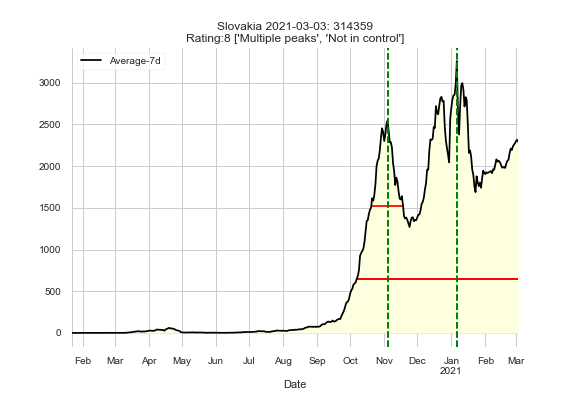 Slovakia 2021-03-03: 314359
Rating:8 ['Multiple peaks', 'Not in control']
Average-7d
3000
2500
2000
1500
1000
500
0
Feb Mar Apr May Jun Jul Aug Sep Oct Nov Dec Jan Feb Mar
2021
Date